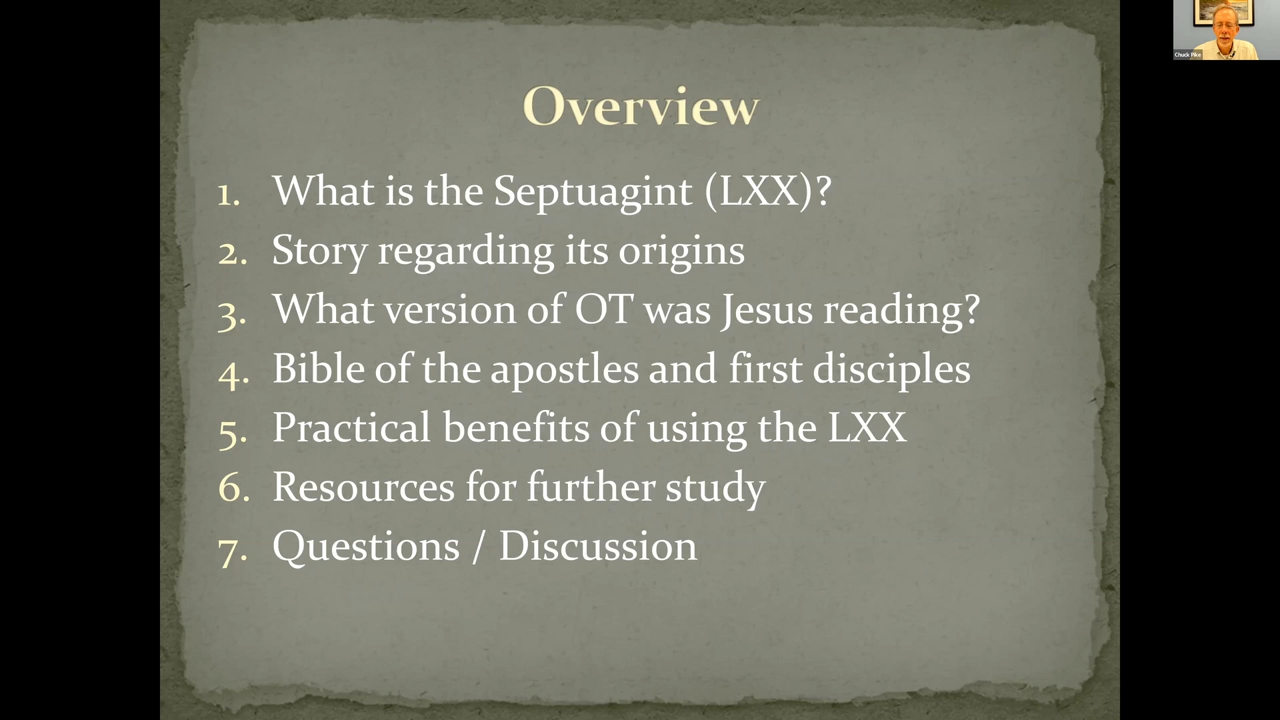 Chuck Pike
Overview
1. What is the Septuagint (LXX)?
2. Story regarding its origins
3. What version of OT was Jesus reading?
4. Bible of the apostles and first disciples
5. Practical benefits of using the LXX
6. Resources for further study
7. Questions / Discussion